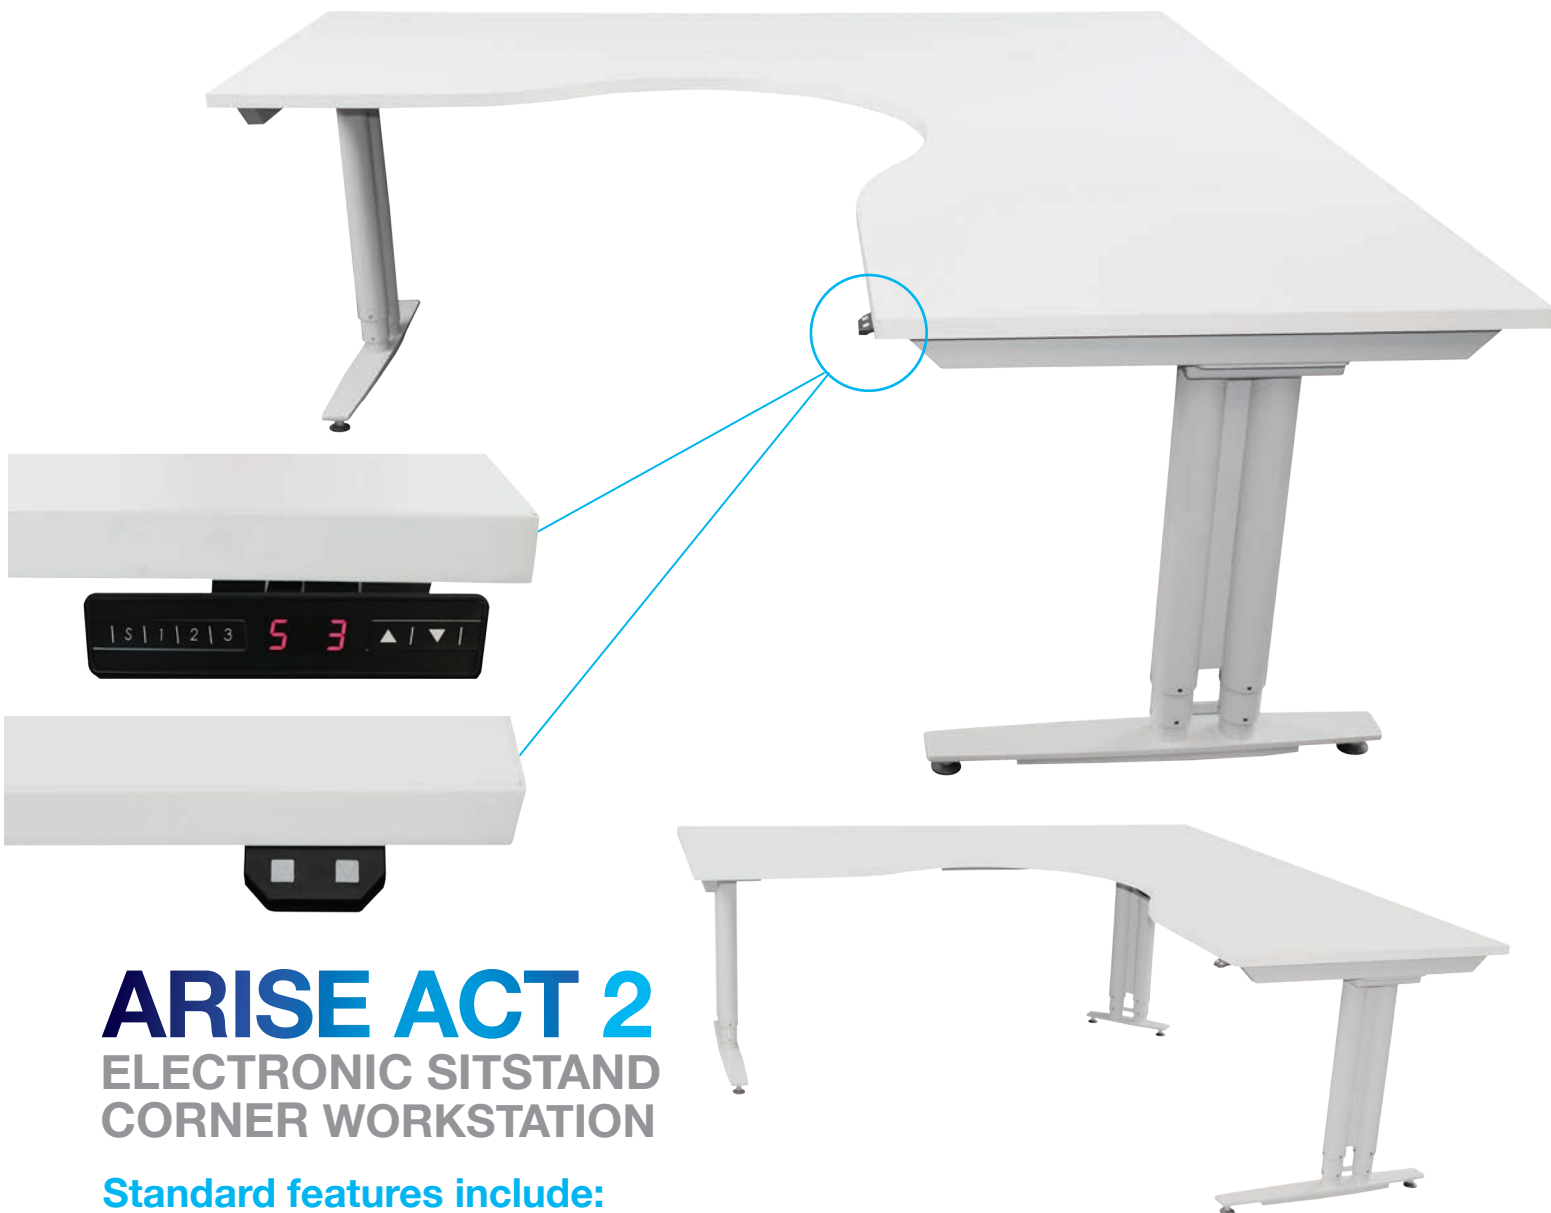 | S | 1 | 2 | 3 5 3 ▲ | ▼ |
ARISE ACT 2
ELECTRONIC SITSTAND
CORNER WORKSTATION
Standard features include: